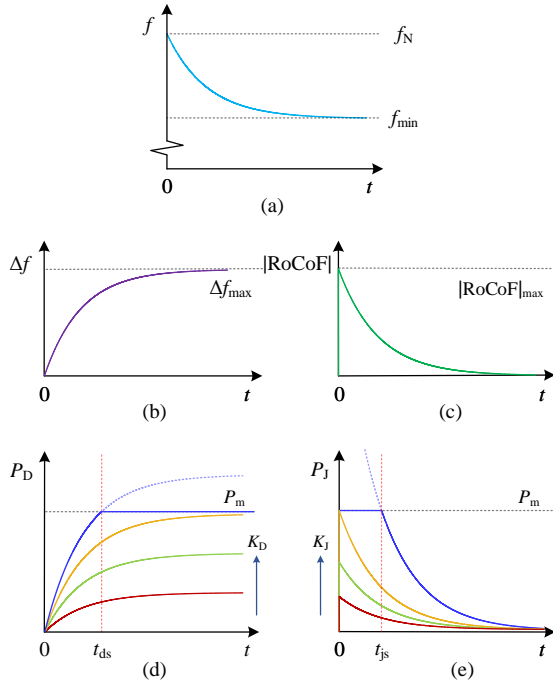 f
f_N
f_min
0
t
(a)
Δf
Δf_max
0
t
(b)
|RoCoF|
|RoCoF|_max
0
t
(c)
P_D
P_m
K_D
0
t_ds
t
(d)
P_J
P_m
K_J
0
t_js
t
(e)